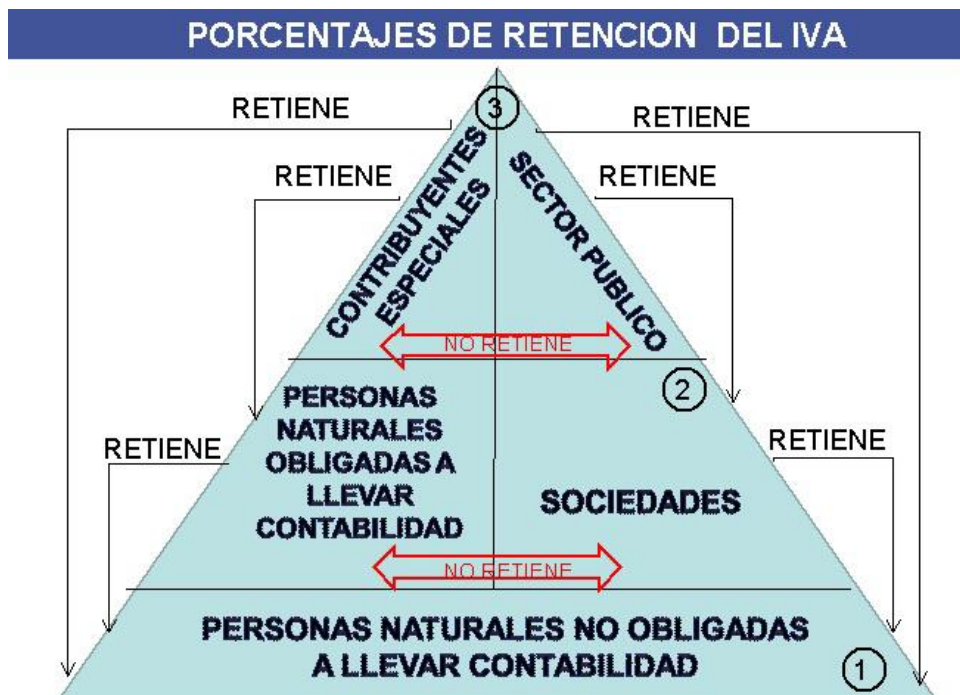 PORCENTAJES DE RETENCION DEL IVA
3
RETIENE
RETIENE
RETIENE
RETIENE
CONTRIBUYENTES
ESPECIALES
SECTOR PUBLICO
NO RETIENE
2
PERSONAS
NATURALES
OBLIGADAS A
LLEVAR
CONTABILIDAD
RETIENE
RETIENE
SOCIEDADES
NO RETIENE
PERSONAS NATURALES NO OBLIGADAS
A LLEVAR CONTABILIDAD
1